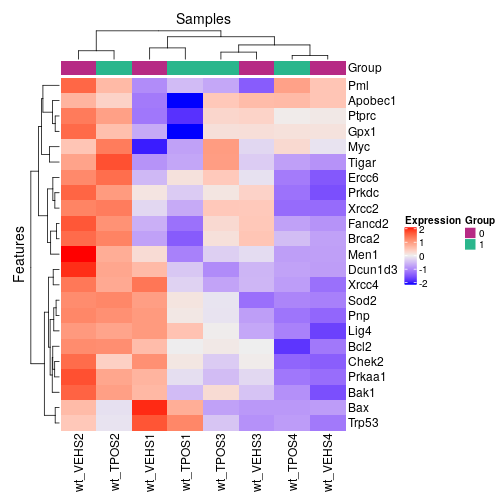 Samples
Group
Pml
Apobec1
Ptprc
Gpx1
Myc
Tigar
Ercc6
Prkdc
Xrcc2
Fancd2
Brca2
Men1
Dcun1d3
Xrcc4
Sod2
Pnp
Lig4
Bcl2
Chek2
Prkaa1
Bak1
Bax
Trp53
Features
wt_VEHS2
wt_TPOS2
wt_VEHS1
wt_TPOS1
wt_TPOS3
wt_VEHS3
wt_TPOS4
wt_VEHS4
Expression
2
1
0
-1
-2
Group
0
1